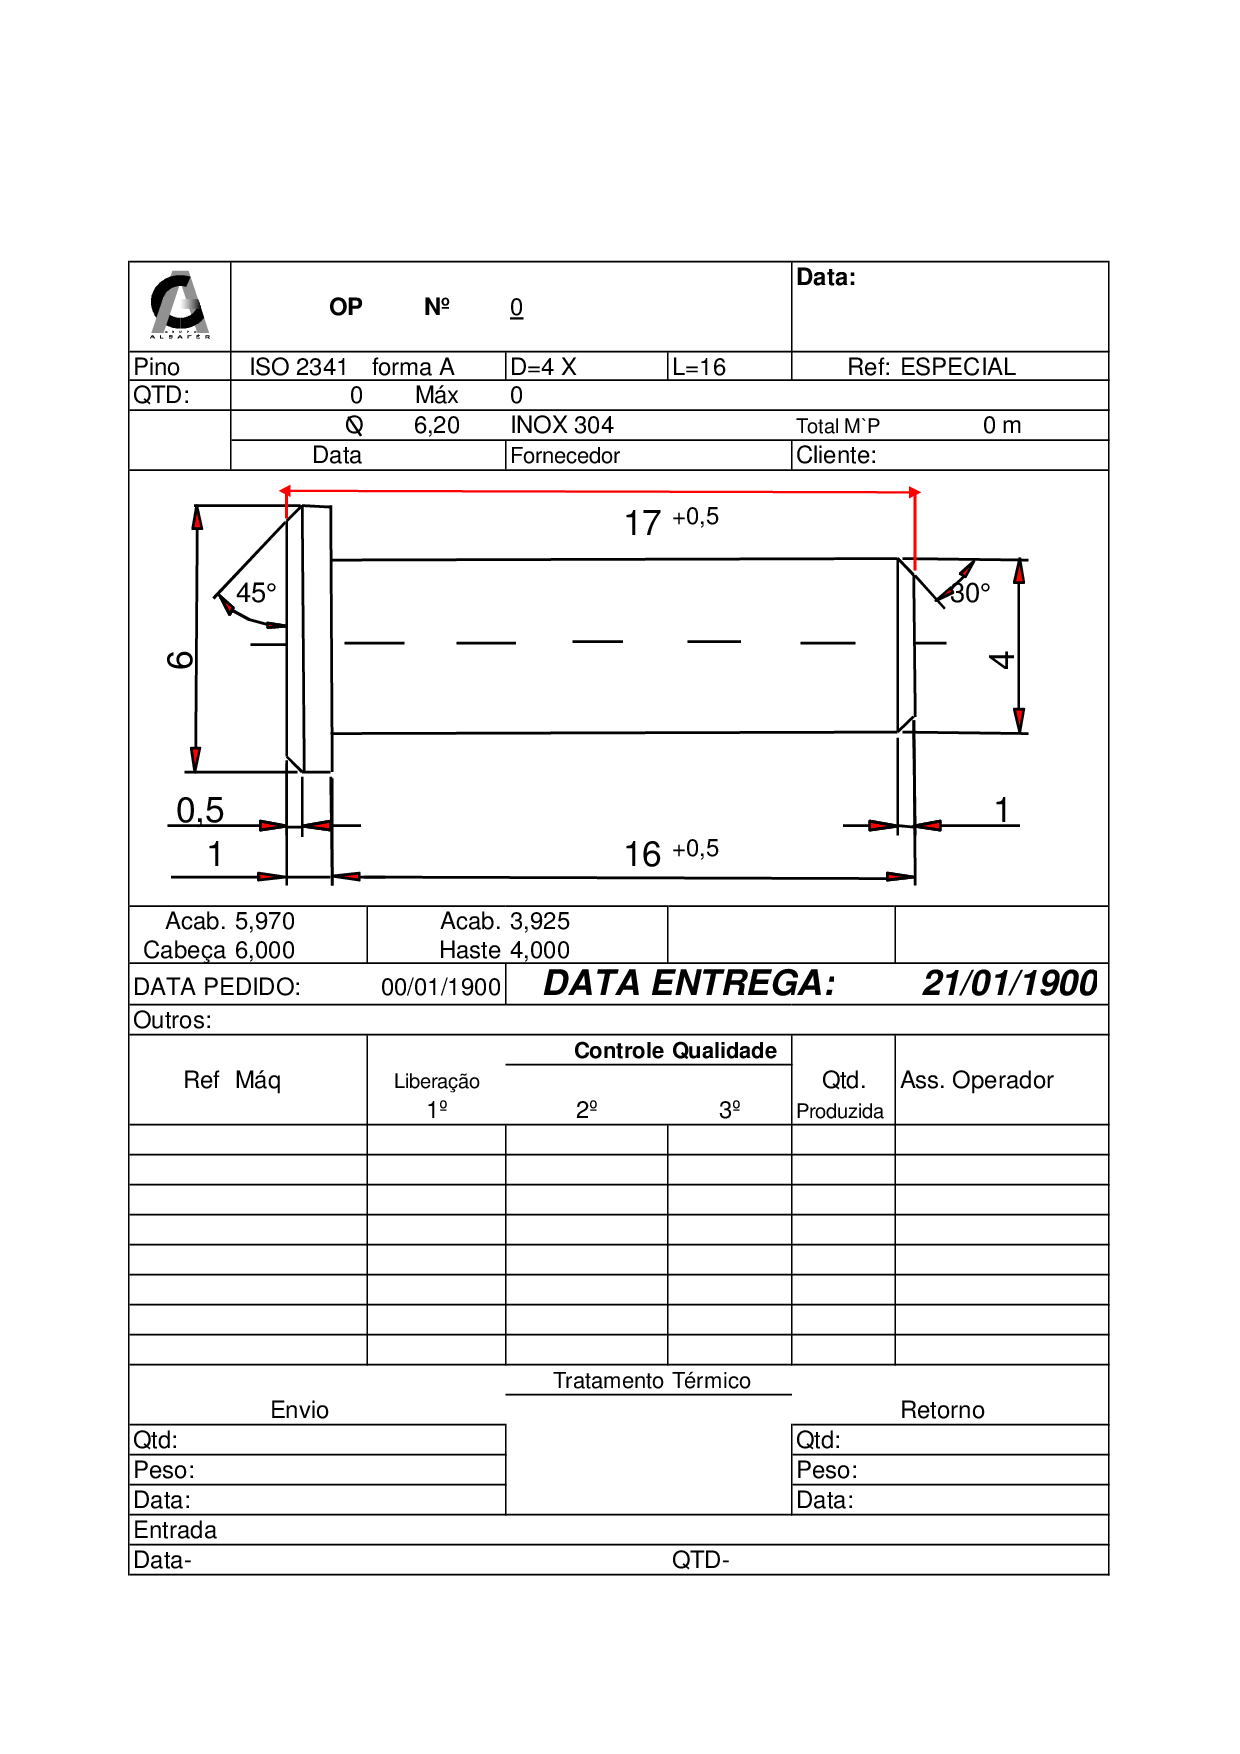 GRUPO
ALBAFÉR
OP Nº 0
Data:
Pino ISO 2341 forma A D=4 X L=16 Ref: ESPECIAL
QTD: 0 Máx 0
Ø 6,20 INOX 304 Total M`P 0 m
Data Fornecedor Cliente:
17 +0,5
45°
30°
6
4
0,5
1
1
16 +0,5
Acab. 5,970 Acab. 3,925
Cabeça 6,000 Haste 4,000
DATA PEDIDO: 00/01/1900 DATA ENTREGA: 21/01/1900
Outros:
Controle Qualidade
Ref Máq Liberação Qtd. Ass. Operador
1º 2º 3º Produzida
Tratamento Térmico
Envio Retorno
Qtd: Qtd:
Peso: Peso:
Data: Data:
Entrada
Data- QTD-